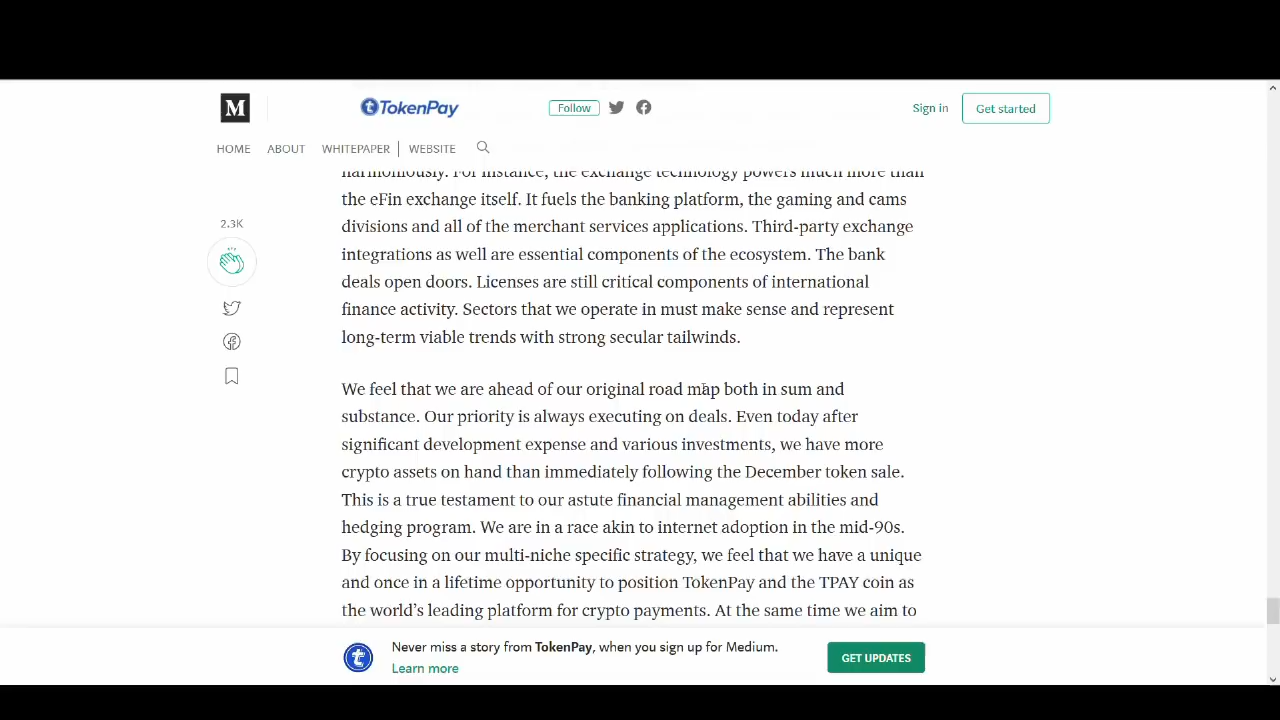 M
TokenPay
Follow
Sign in
Get started
HOME
ABOUT
WHITEPAPER
WEBSITE
harmoniously. For instance, the exchange technology powers much more than
the eFin exchange itself. It fuels the banking platform, the gaming and cams
divisions and all of the merchant services applications. Third-party exchange
integrations as well are essential components of the ecosystem. The bank
deals open doors. Licenses are still critical components of international
finance activity. Sectors that we operate in must make sense and represent
long-term viable trends with strong secular tailwinds.
2.3K
We feel that we are ahead of our original road map both in sum and
substance. Our priority is always executing on deals. Even today after
significant development expense and various investments, we have more
crypto assets on hand than immediately following the December token sale.
This is a true testament to our astute financial management abilities and
hedging program. We are in a race akin to internet adoption in the mid-90s.
By focusing on our multi-niche specific strategy, we feel that we have a unique
and once in a lifetime opportunity to position TokenPay and the TPAY coin as
the world's leading platform for crypto payments. At the same time we aim to
Never miss a story from TokenPay, when you sign up for Medium.
Learn more
GET UPDATES